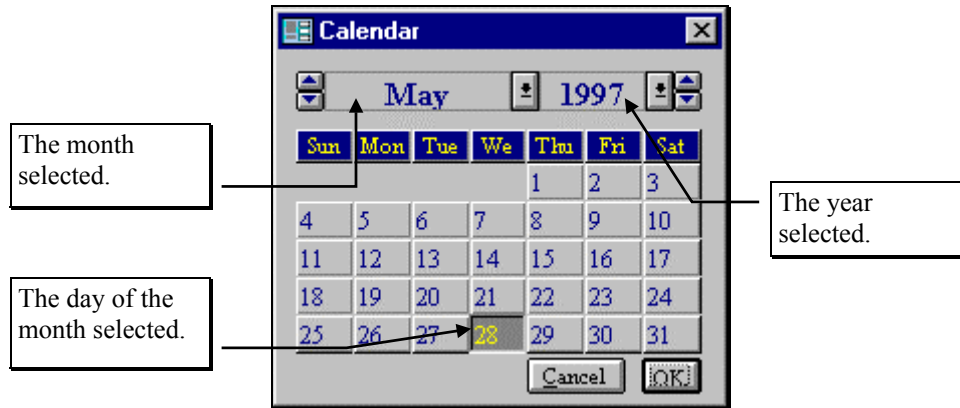 Calendar
May 1997
Sun Mon Tue We Thu Fri Sat
The month
selected.
1 2 3
The year
selected.
4 5 6 7 8 9 10
11 12 13 14 15 16 17
The day of the
month selected.
18 19 20 21 22 23 24
25 26 27 28 29 30 31
Cancel OK